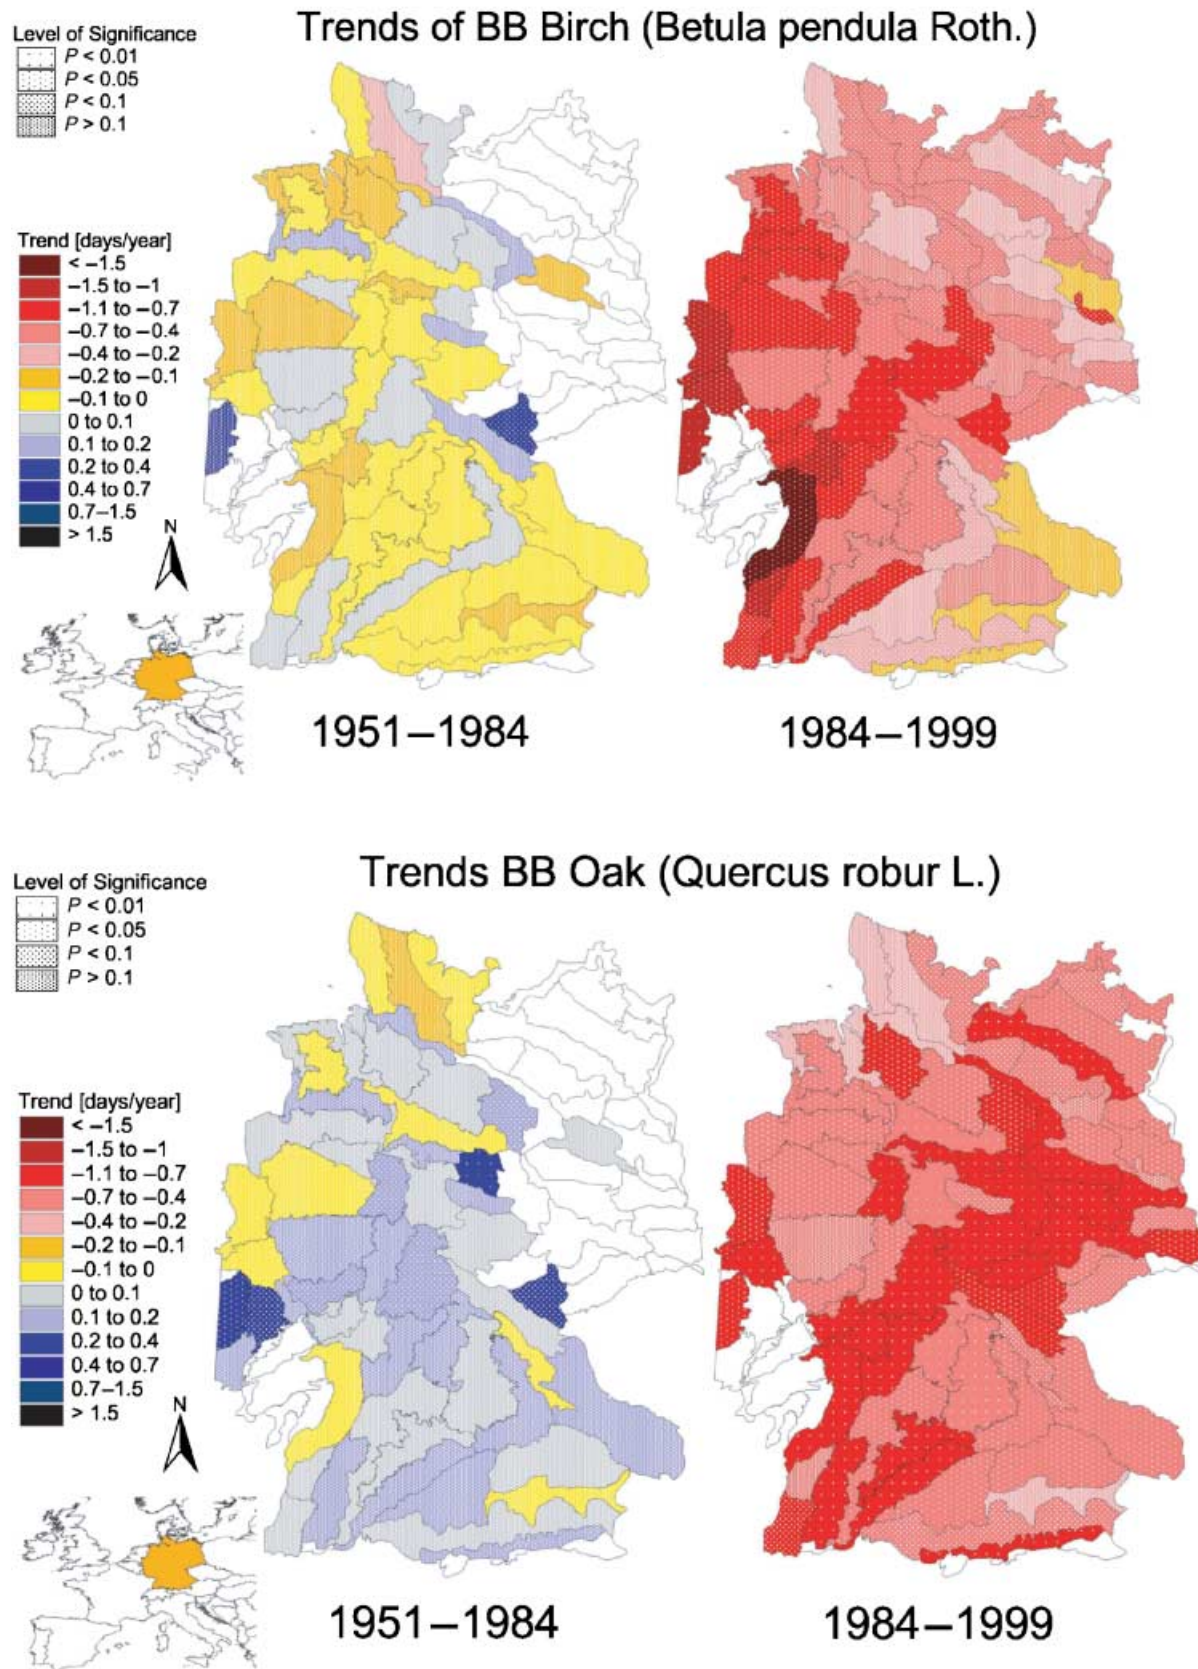 Trends of BB Birch (Betula pendula Roth.)
Level of Significance
P < 0.01
P < 0.05
P < 0.1
P > 0.1
Trend [days/year]
< –1.5
–1.5 to –1
–1.1 to –0.7
–0.7 to –0.4
–0.4 to –0.2
–0.2 to –0.1
–0.1 to 0
0 to 0.1
0.1 to 0.2
0.2 to 0.4
0.4 to 0.7
0.7–1.5
> 1.5
N
1951–1984
1984–1999
Trends BB Oak (Quercus robur L.)
Level of Significance
P < 0.01
P < 0.05
P < 0.1
P > 0.1
Trend [days/year]
< –1.5
–1.5 to –1
–1.1 to –0.7
–0.7 to –0.4
–0.4 to –0.2
–0.2 to –0.1
–0.1 to 0
0 to 0.1
0.1 to 0.2
0.2 to 0.4
0.4 to 0.7
0.7–1.5
> 1.5
N
1951–1984
1984–1999